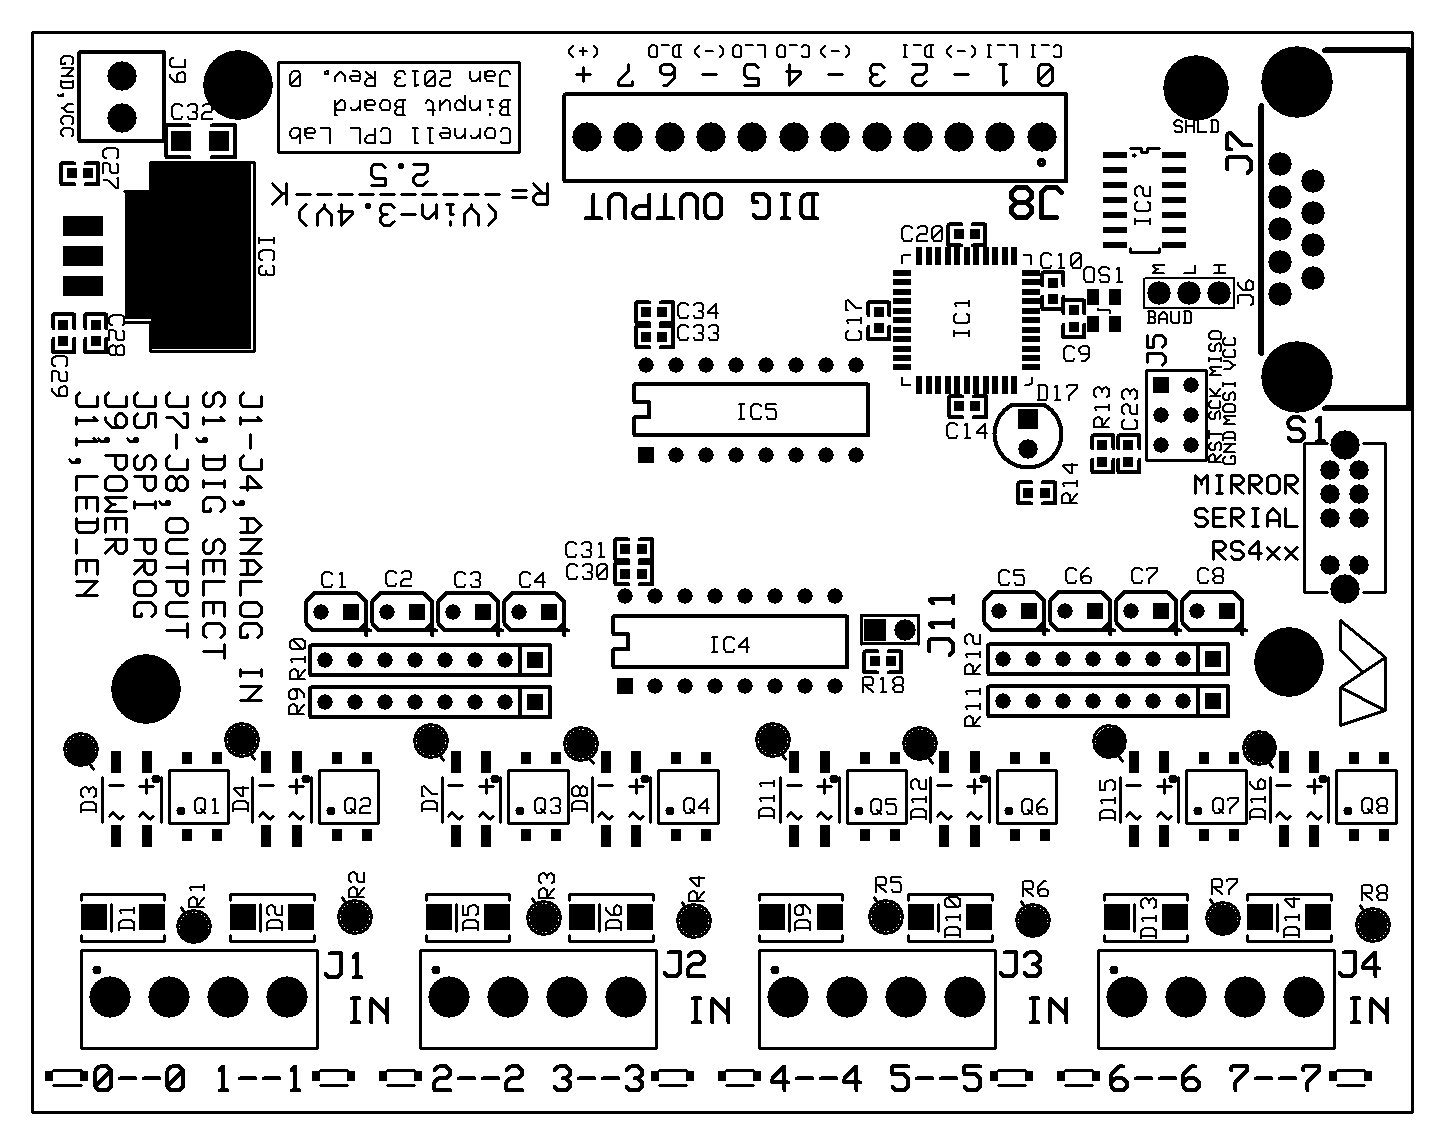 GND,VCC
J9
C32
Cornell CPL Lab
Binput Board
Jan 2013 Rev. 0
(+) D_O (-) L_O (-) C_O (-) D_I (-) L_I C_I
+ 7 6 - 5 - 4 - 3 2 - 1 0
SHLD
J7
C27
R=(Vin-3.4V)
------------K
2.5
DIG OUTPUT
J8
IC2
IC3
C20
C10
OS1
M
L
H
J6
BAUD
C34
C33
C17
IC1
C9
C29
C28
J5
MISO
VCC
SCK
MOSI
RST
GND
IC5
C14
D17
R13
C23
R14
S1
MIRROR
SERIAL
RS4xx
J1-J4,ANALOG IN
S1,DIG SELECT
J7-J8,OUTPUT
J5,SPI PROG
J9,POWER
J11,LED_EN
C31
C30
C1
C2
C3
C4
C5
C6
C7
C8
R10
R9
IC4
J11
R18
R12
R11
D3
- +
~ ~
Q1
D4
- +
~ ~
Q2
D7
- +
~ ~
Q3
D8
- +
~ ~
Q4
D11
- +
~ ~
Q5
D12
- +
~ ~
Q6
D15
- +
~ ~
Q7
D16
- +
~ ~
Q8
D1
R1
D2
R2
D5
R3
D6
R4
D9
R5
D10
R6
D13
R7
D14
R8
J1
IN
J2
IN
J3
IN
J4
IN
0--0 1--1 2--2 3--3 4--4 5--5 6--6 7--7